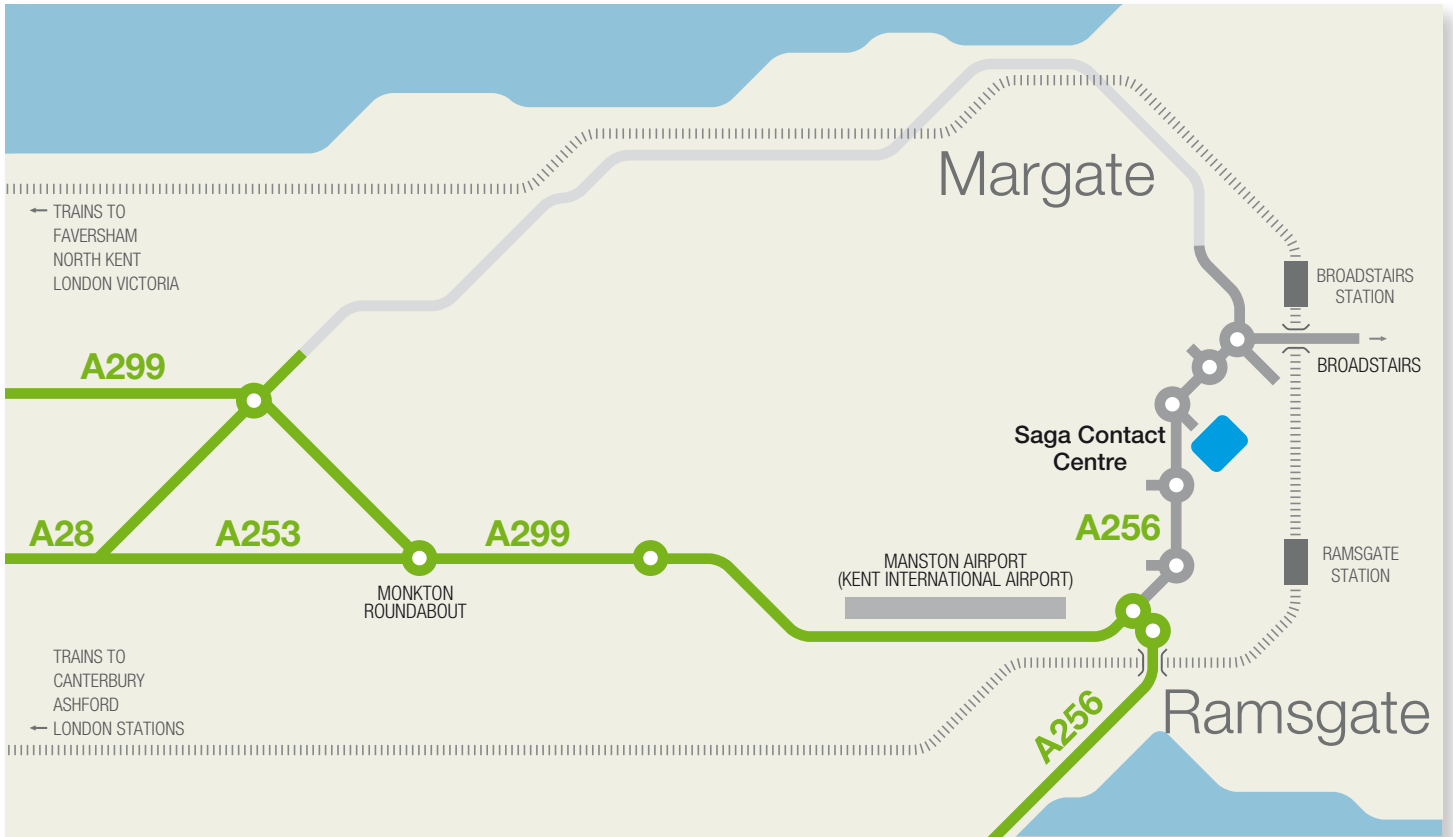 Margate
← TRAINS TO
FAVERSHAM
NORTH KENT
LONDON VICTORIA
BROADSTAIRS
STATION
A299
→
BROADSTAIRS
Saga Contact
Centre
A28
A253
A299
A256
MANSTON AIRPORT
(KENT INTERNATIONAL AIRPORT)
RAMSGATE
STATION
MONKTON
ROUNDABOUT
TRAINS TO
CANTERBURY
ASHFORD
← LONDON STATIONS
A256
Ramsgate